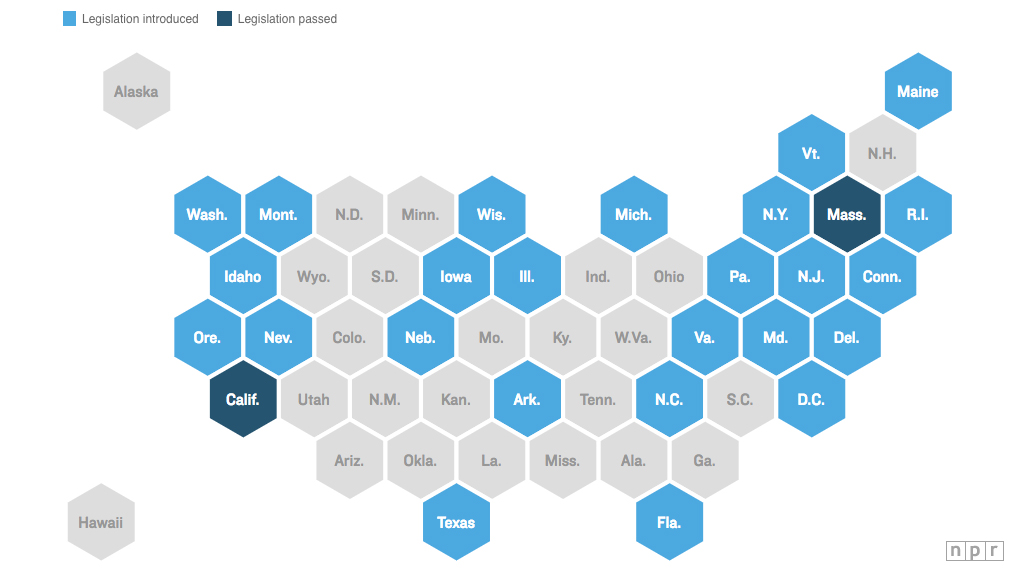 Legislation introduced Legislation passed
Alaska Maine
Vt. N.H.
Wash. Mont. N.D. Minn. Wis. Mich. N.Y. Mass. R.I.
Idaho Wyo. S.D. Iowa Ill. Ind. Ohio Pa. N.J. Conn.
Ore. Nev. Colo. Neb. Mo. Ky. W.Va. Va. Md. Del.
Calif. Utah N.M. Kan. Ark. Tenn. N.C. S.C. D.C.
Ariz. Okla. La. Miss. Ala. Ga.
Hawaii Texas Fla.
npr